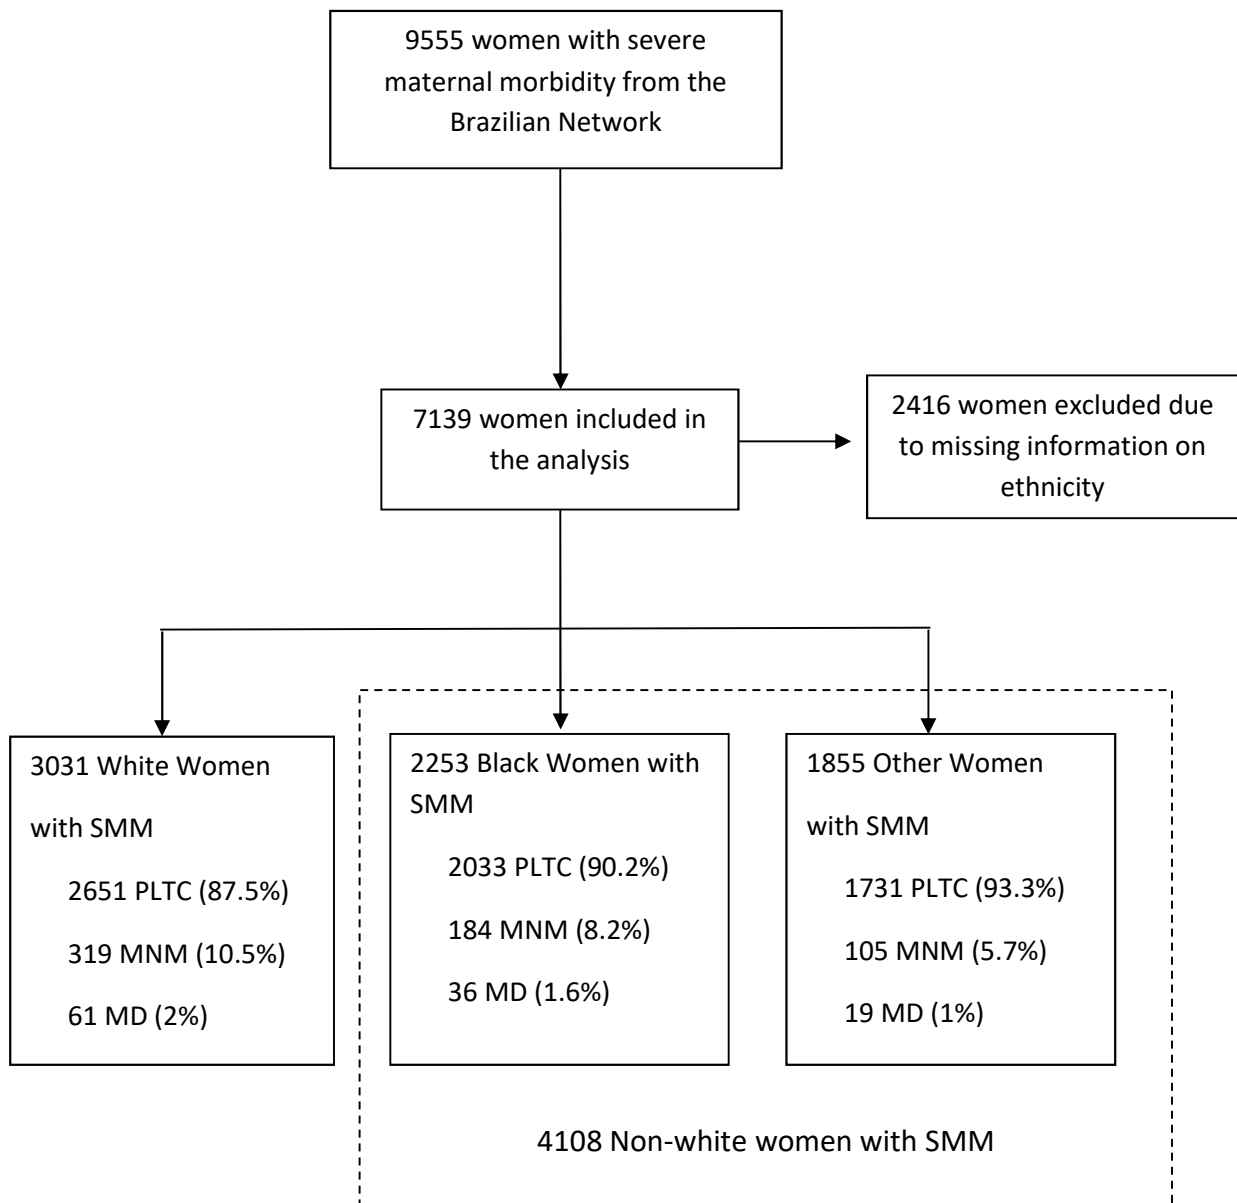 9555 women with severe
maternal morbidity from the
Brazilian Network
7139 women included in
the analysis
2416 women excluded due
to missing information on
ethnicity
3031 White Women
with SMM
2651 PLTC (87.5%)
319 MNM (10.5%)
61 MD (2%)
2253 Black Women with
SMM
2033 PLTC (90.2%)
184 MNM (8.2%)
36 MD (1.6%)
1855 Other Women
with SMM
1731 PLTC (93.3%)
105 MNM (5.7%)
19 MD (1%)
4108 Non-white women with SMM